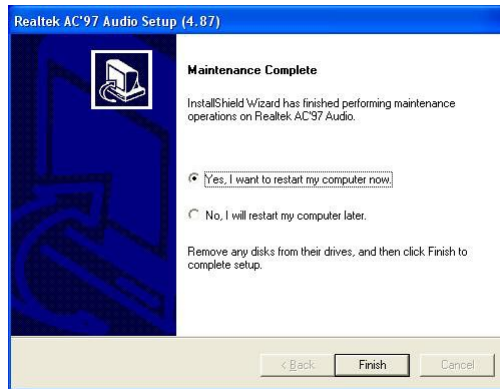 Realtek AC'97 Audio Setup (4.87)
Maintenance Complete
InstallShield Wizard has finished performing maintenance
operations on Realtek AC'97 Audio.
Yes, I want to restart my computer now.
No, I will restart my computer later.
Remove any disks from their drives, and then click Finish to
complete setup.
< Back
Finish
Cancel